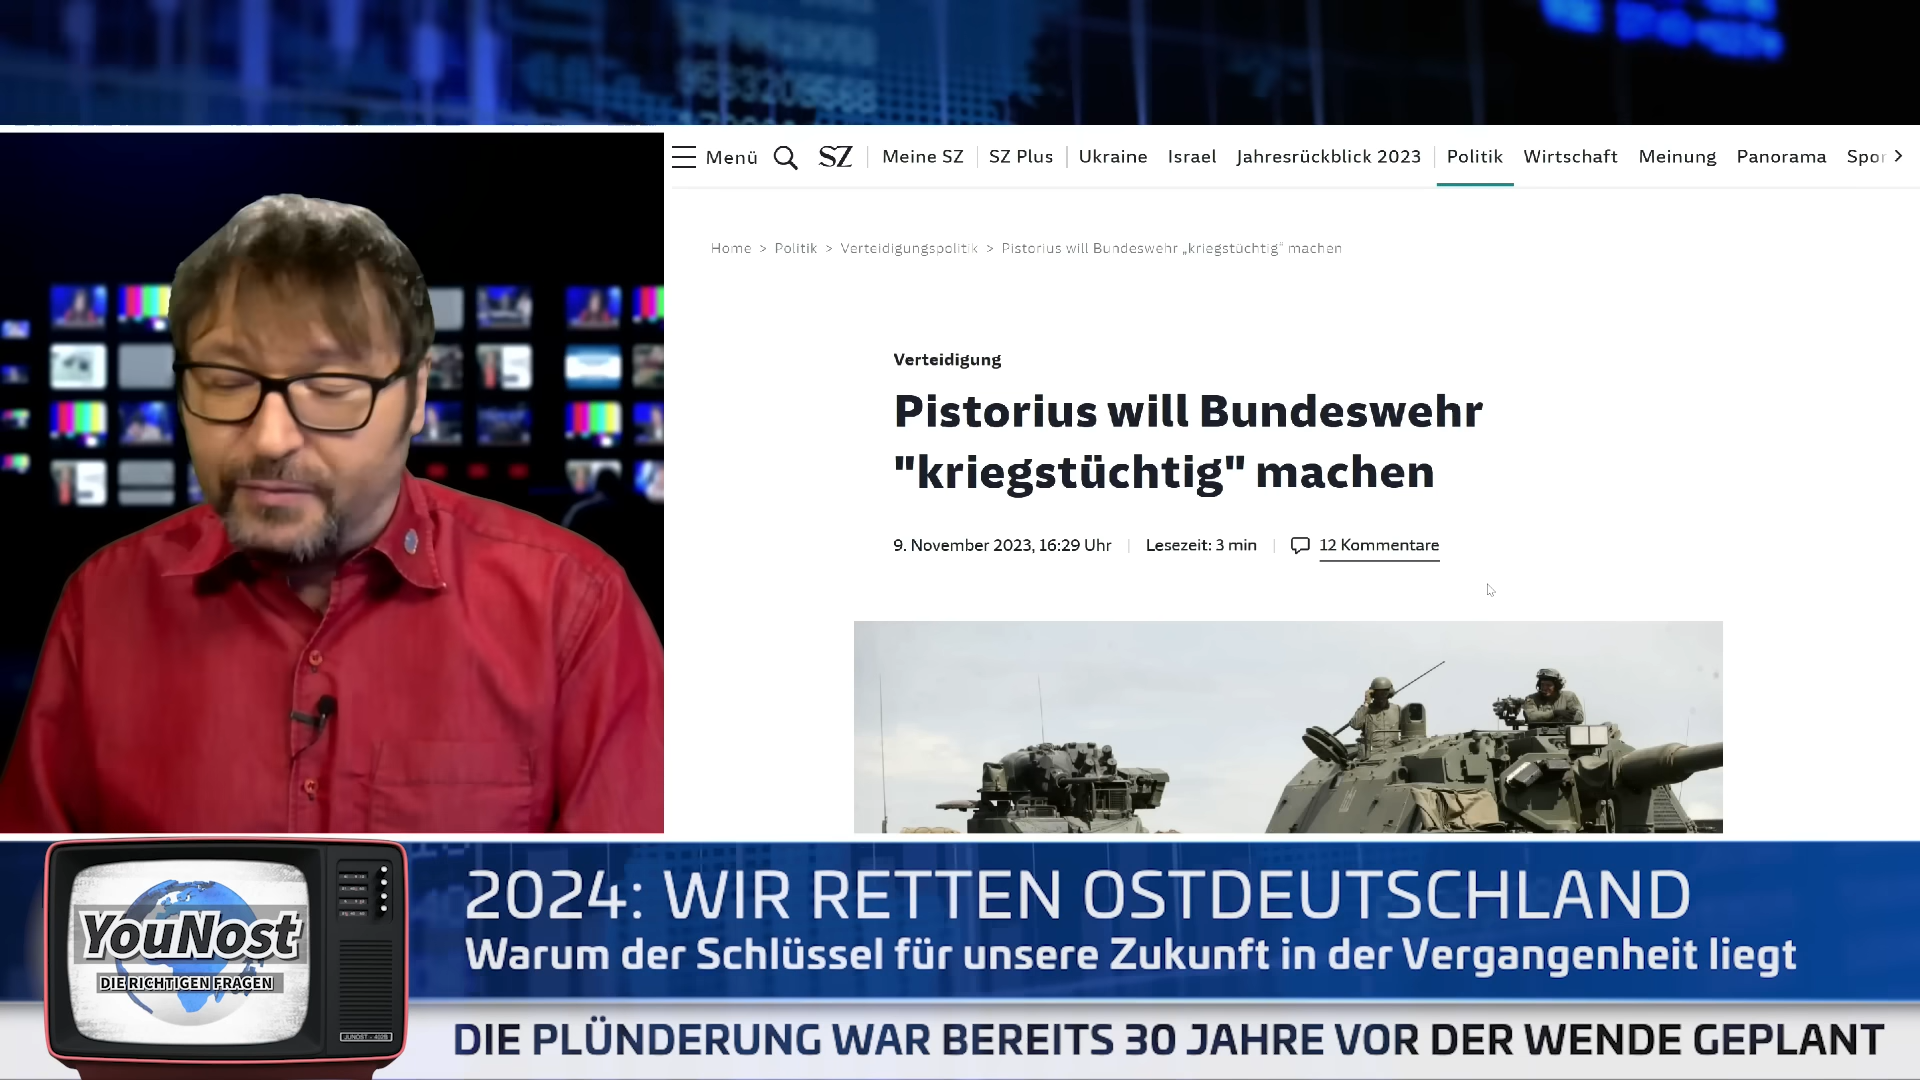 Menü SZ Meine SZ SZ Plus Ukraine Israel Jahresrückblick 2023 Politik Wirtschaft Meinung Panorama Spor
Home > Politik > Verteidigungspolitik > Pistorius will Bundeswehr „kriegstüchtig“ machen
Verteidigung
Pistorius will Bundeswehr
"kriegstüchtig" machen
9. November 2023, 16:29 Uhr Lesezeit: 3 min 12 Kommentare
2024: WIR RETTEN OSTDEUTSCHLAND
Warum der Schlüssel für unsere Zukunft in der Vergangenheit liegt
YouNost
DIE RICHTIGEN FRAGEN
JUNOST - 402B
DIE PLÜNDERUNG WAR BEREITS 30 JAHRE VOR DER WENDE GEPLANT